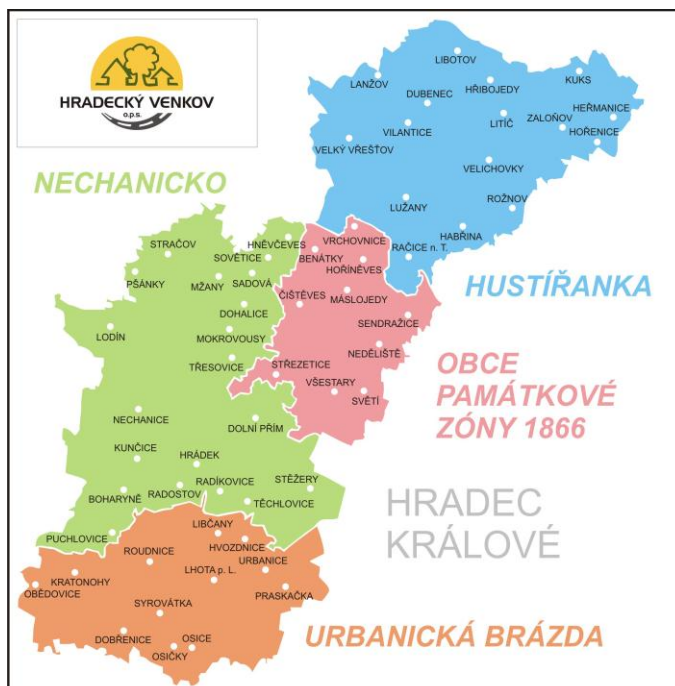 HRADECKÝ VENKOV
o.p.s.
NECHANICKO
HUSTÍŘANKA
OBCE
PAMÁTKOVÉ
ZÓNY 1866
HRADEC
KRÁLOVÉ
URBANICKÁ BRÁZDA
LIBOTOV
LANŽOV
HŘIBOJEDY
KUKS
DUBENEC
HEŘMANICE
LITÍČ
ZALOŇOV
VILANTICE
HOŘENICE
VELKÝ VŘEŠŤOV
VELICHOVKY
LUŽANY
ROŽNOV
HABŘINA
RAČICE n. T.
VRCHOVNICE
BENÁTKY
HOŘINĚVES
ČIŠTĚVES
MÁSLOJEDY
SENDRAŽICE
NEDĚLIŠTĚ
STŘEZETICE
VŠESTARY
SVĚTÍ
HNĚVČEVES
STRAČOV
SOVĚTICE
PŠÁNKY
MŽANY
SADOVÁ
DOHALICE
LODÍN
MOKROVOUSY
TŘESOVICE
NECHANICE
DOLNÍ PŘÍM
KUNČICE
HRÁDEK
RADÍKOVICE
STĚŽERY
BOHARYNĚ
RADOSTOV
TĚCHLOVICE
PUCHLOVICE
LIBČANY
HVOZDNICE
ROUDNICE
URBANICE
LHOTA p. L.
KRATONOHY
OBĚDOVICE
PRASKAČKA
SYROVÁTKA
DOBŘENICE
OSICE
OSIČKY